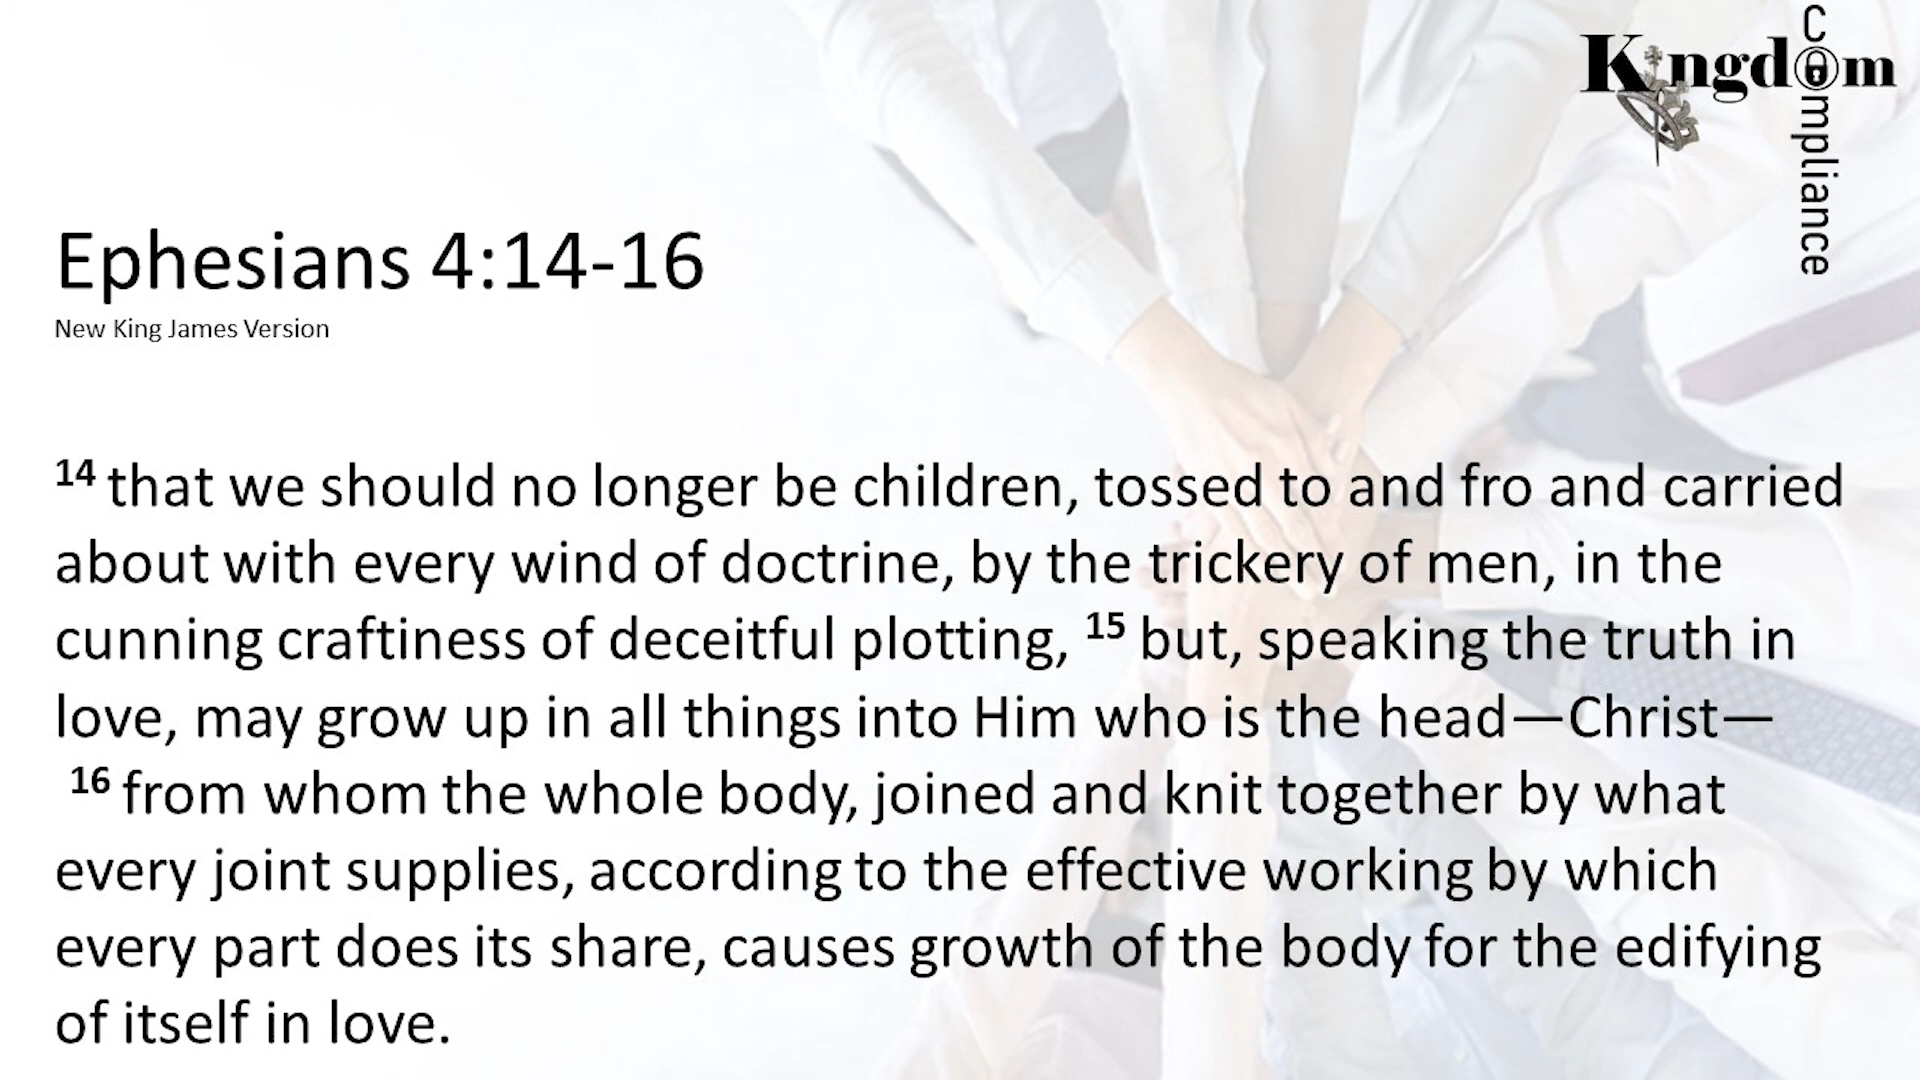 Kingdom
Compliance
Ephesians 4:14-16
New King James Version
14 that we should no longer be children, tossed to and fro and carried
about with every wind of doctrine, by the trickery of men, in the
cunning craftiness of deceitful plotting, 15 but, speaking the truth in
love, may grow up in all things into Him who is the head—Christ—
16 from whom the whole body, joined and knit together by what
every joint supplies, according to the effective working by which
every part does its share, causes growth of the body for the edifying
of itself in love.